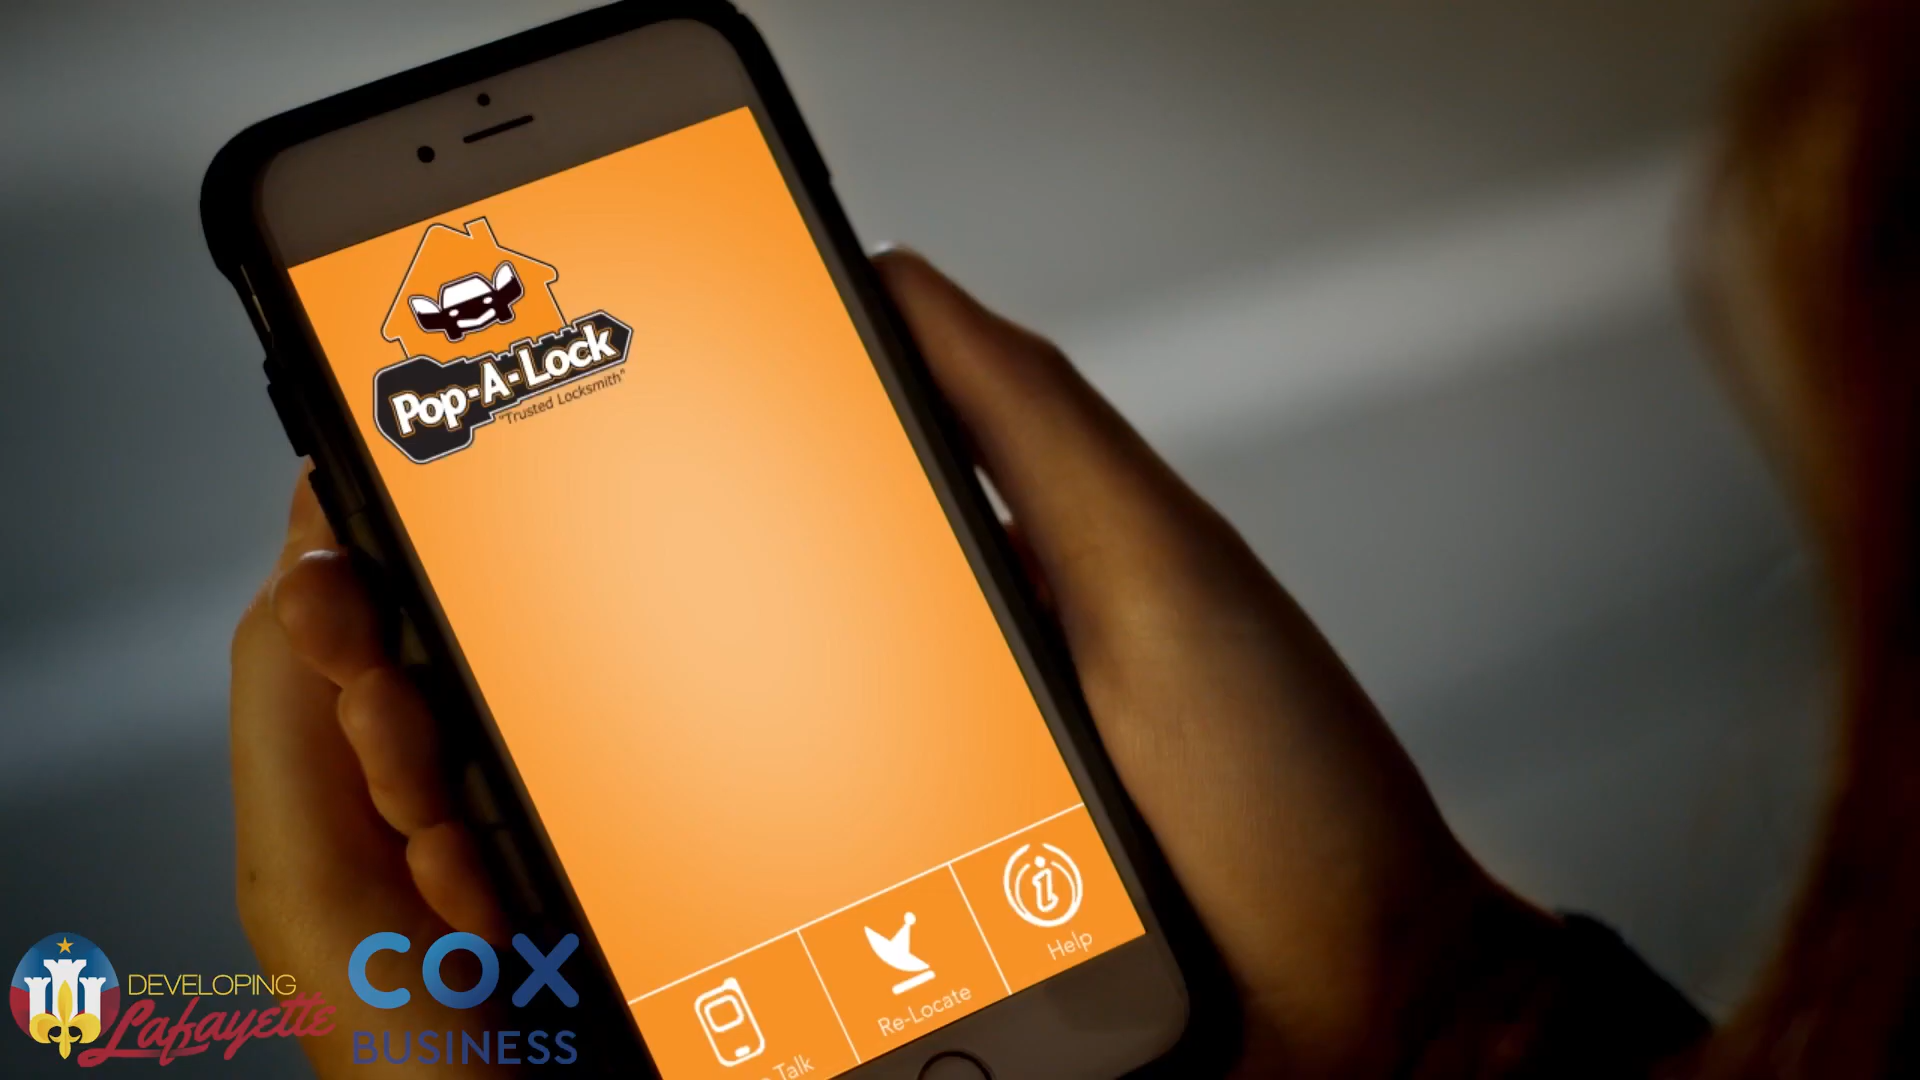 Pop-A-Lock
"Trusted Locksmith"
Help
Re-Locate
Talk
DEVELOPING
Lafayette
COX
BUSINESS